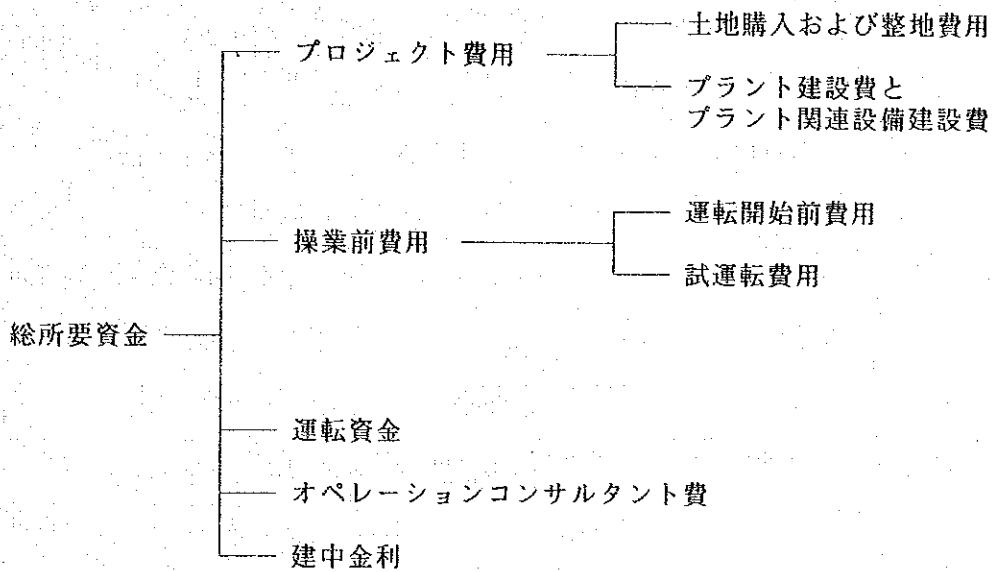 土地購入および整地費用
プロジェクト費用
プラント建設費と
プラント関連設備建設費
運転開始前費用
操業前費用
試運転費用
総所要資金
運転資金
オペレーションコンサルタント費
建中金利